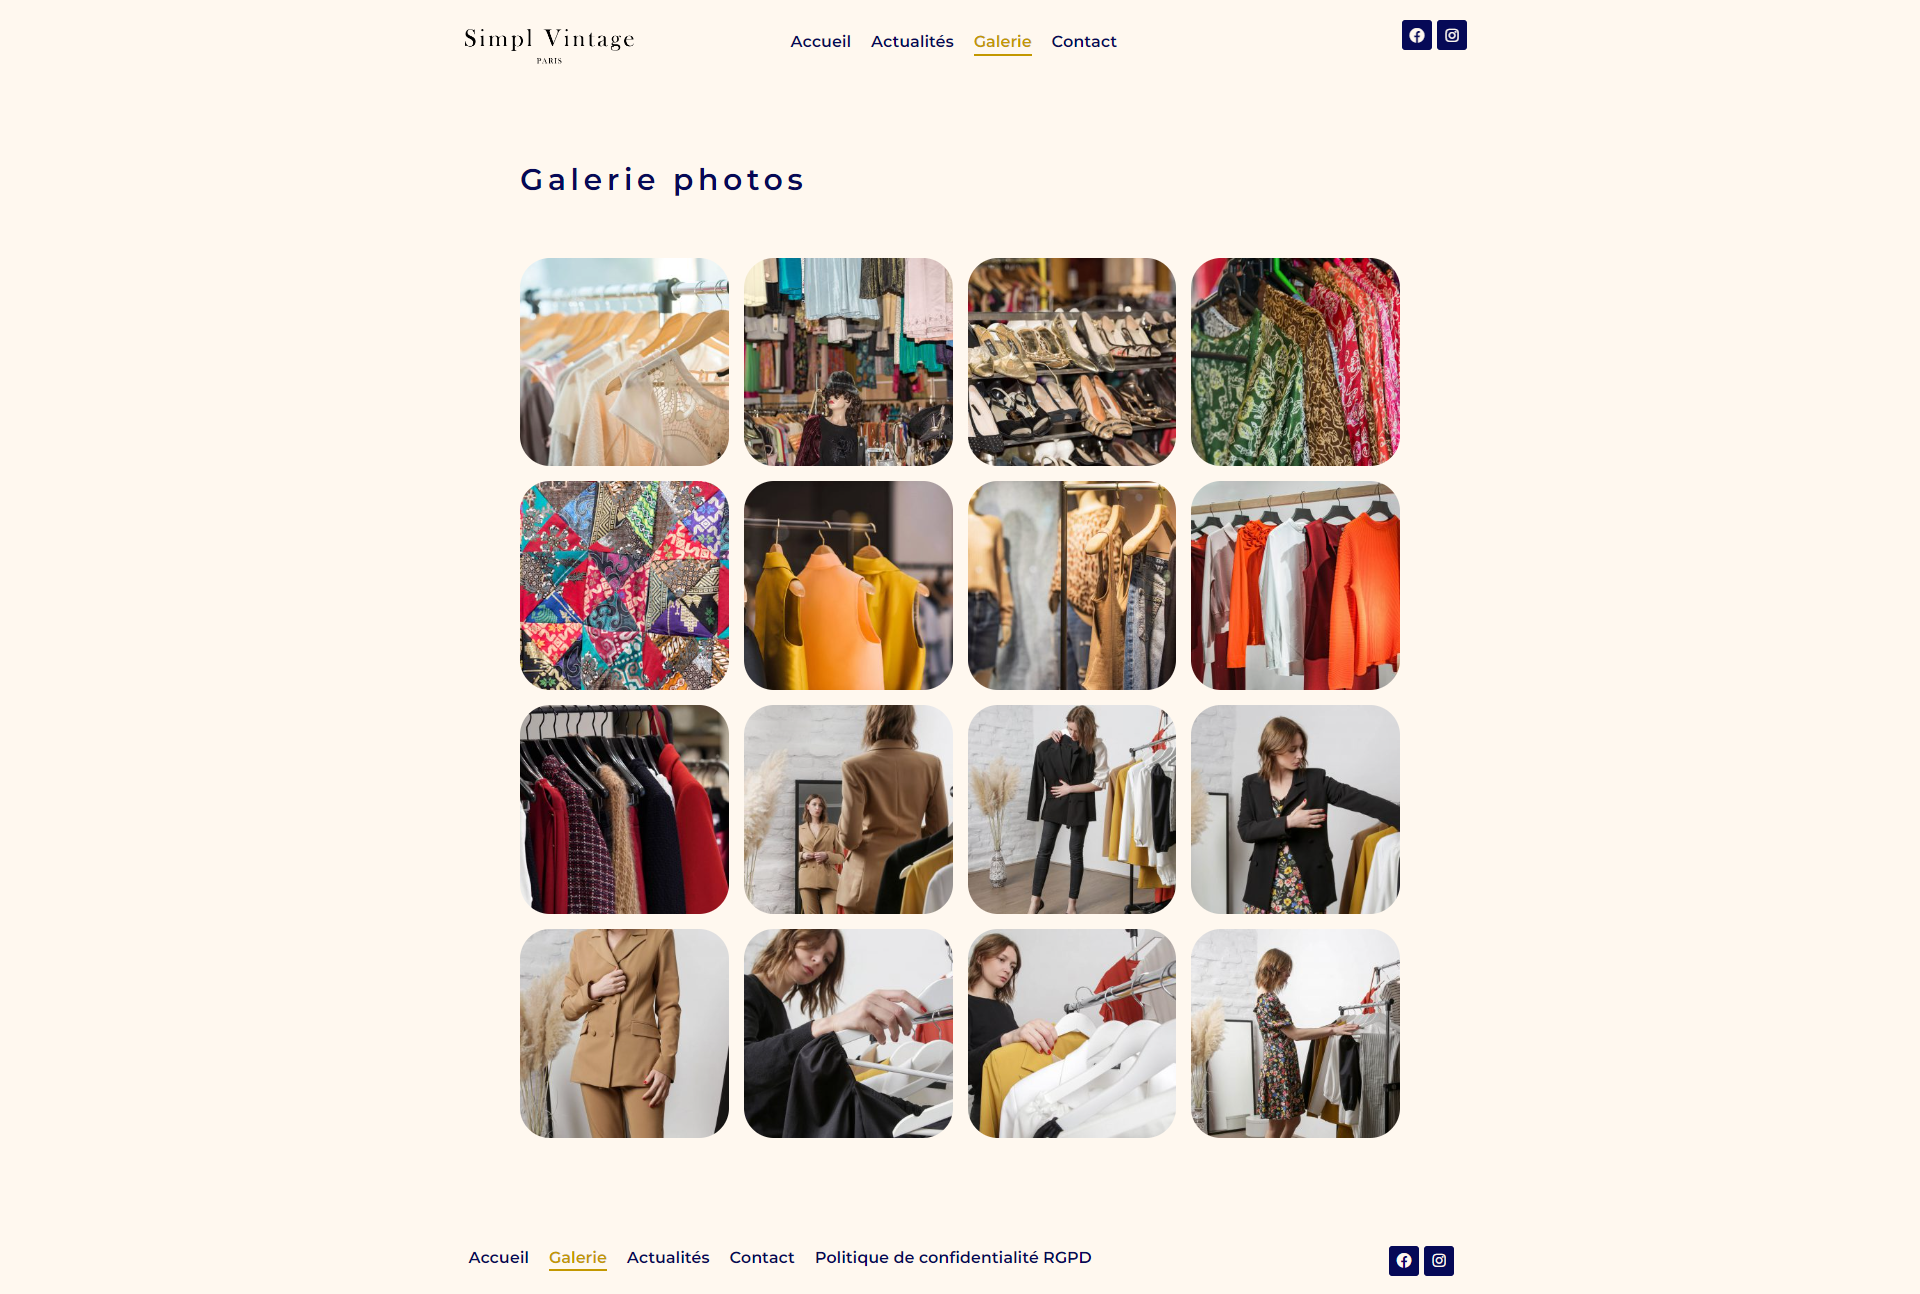 Simpl Vintage
PARIS
Accueil Actualités Galerie Contact
Galerie photos
Accueil Galerie Actualités Contact Politique de confidentialité RGPD